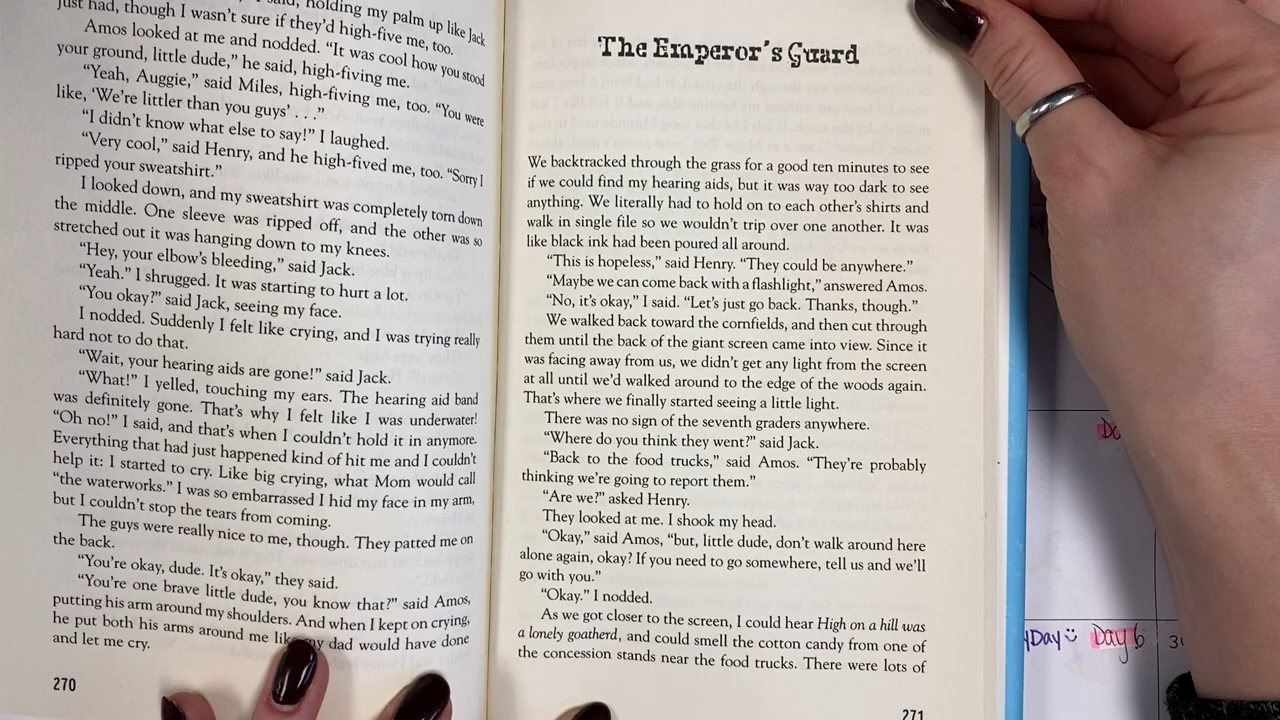 said, holding my palm up like Jack
just had, though I wasn't sure if they'd high-five me, too.
Amos looked at me and nodded. “It was cool how you stood
your ground, little dude,” he said, high-fiving me.
“Yeah, Auggie,” said Miles, high-fiving me, too. “You were
like, ‘We're littler than you guys’ . . .”
“I didn't know what else to say!” I laughed.
“Very cool,” said Henry, and he high-fived me, too. “Sorry I
ripped your sweatshirt.”
I looked down, and my sweatshirt was completely torn down
the middle. One sleeve was ripped off, and the other was so
stretched out it was hanging down to my knees.
“Hey, your elbow's bleeding,” said Jack.
“Yeah.” I shrugged. It was starting to hurt a lot.
“You okay?” said Jack, seeing my face.
I nodded. Suddenly I felt like crying, and I was trying really
hard not to do that.
“Wait, your hearing aids are gone!” said Jack.
“What!” I yelled, touching my ears. The hearing aid band
was definitely gone. That's why I felt like I was underwater!
“Oh no!” I said, and that's when I couldn't hold it in anymore.
Everything that had just happened kind of hit me and I couldn't
help it: I started to cry. Like big crying, what Mom would call
“the waterworks.” I was so embarrassed I hid my face in my arm,
but I couldn't stop the tears from coming.
The guys were really nice to me, though. They patted me on
the back.
“You're okay, dude. It's okay,” they said.
“You're one brave little dude, you know that?” said Amos,
putting his arm around my shoulders. And when I kept on crying,
he put both his arms around me like my dad would have done
and let me cry.
270
The Emperor's Guard
We backtracked through the grass for a good ten minutes to see
if we could find my hearing aids, but it was way too dark to see
anything. We literally had to hold on to each other's shirts and
walk in single file so we wouldn't trip over one another. It was
like black ink had been poured all around.
“This is hopeless,” said Henry. “They could be anywhere.”
“Maybe we can come back with a flashlight,” answered Amos.
“No, it's okay,” I said. “Let's just go back. Thanks, though.”
We walked back toward the cornfields, and then cut through
them until the back of the giant screen came into view. Since it
was facing away from us, we didn't get any light from the screen
at all until we'd walked around to the edge of the woods again.
That's where we finally started seeing a little light.
There was no sign of the seventh graders anywhere.
“Where do you think they went?” said Jack.
“Back to the food trucks,” said Amos. “They're probably
thinking we're going to report them.”
“Are we?” asked Henry.
They looked at me. I shook my head.
“Okay,” said Amos, “but, little dude, don't walk around here
alone again, okay? If you need to go somewhere, tell us and we'll
go with you.”
“Okay.” I nodded.
As we got closer to the screen, I could hear High on a hill was
a lonely goatherd, and could smell the cotton candy from one of
the concession stands near the food trucks. There were lots of
271
Day Day 6